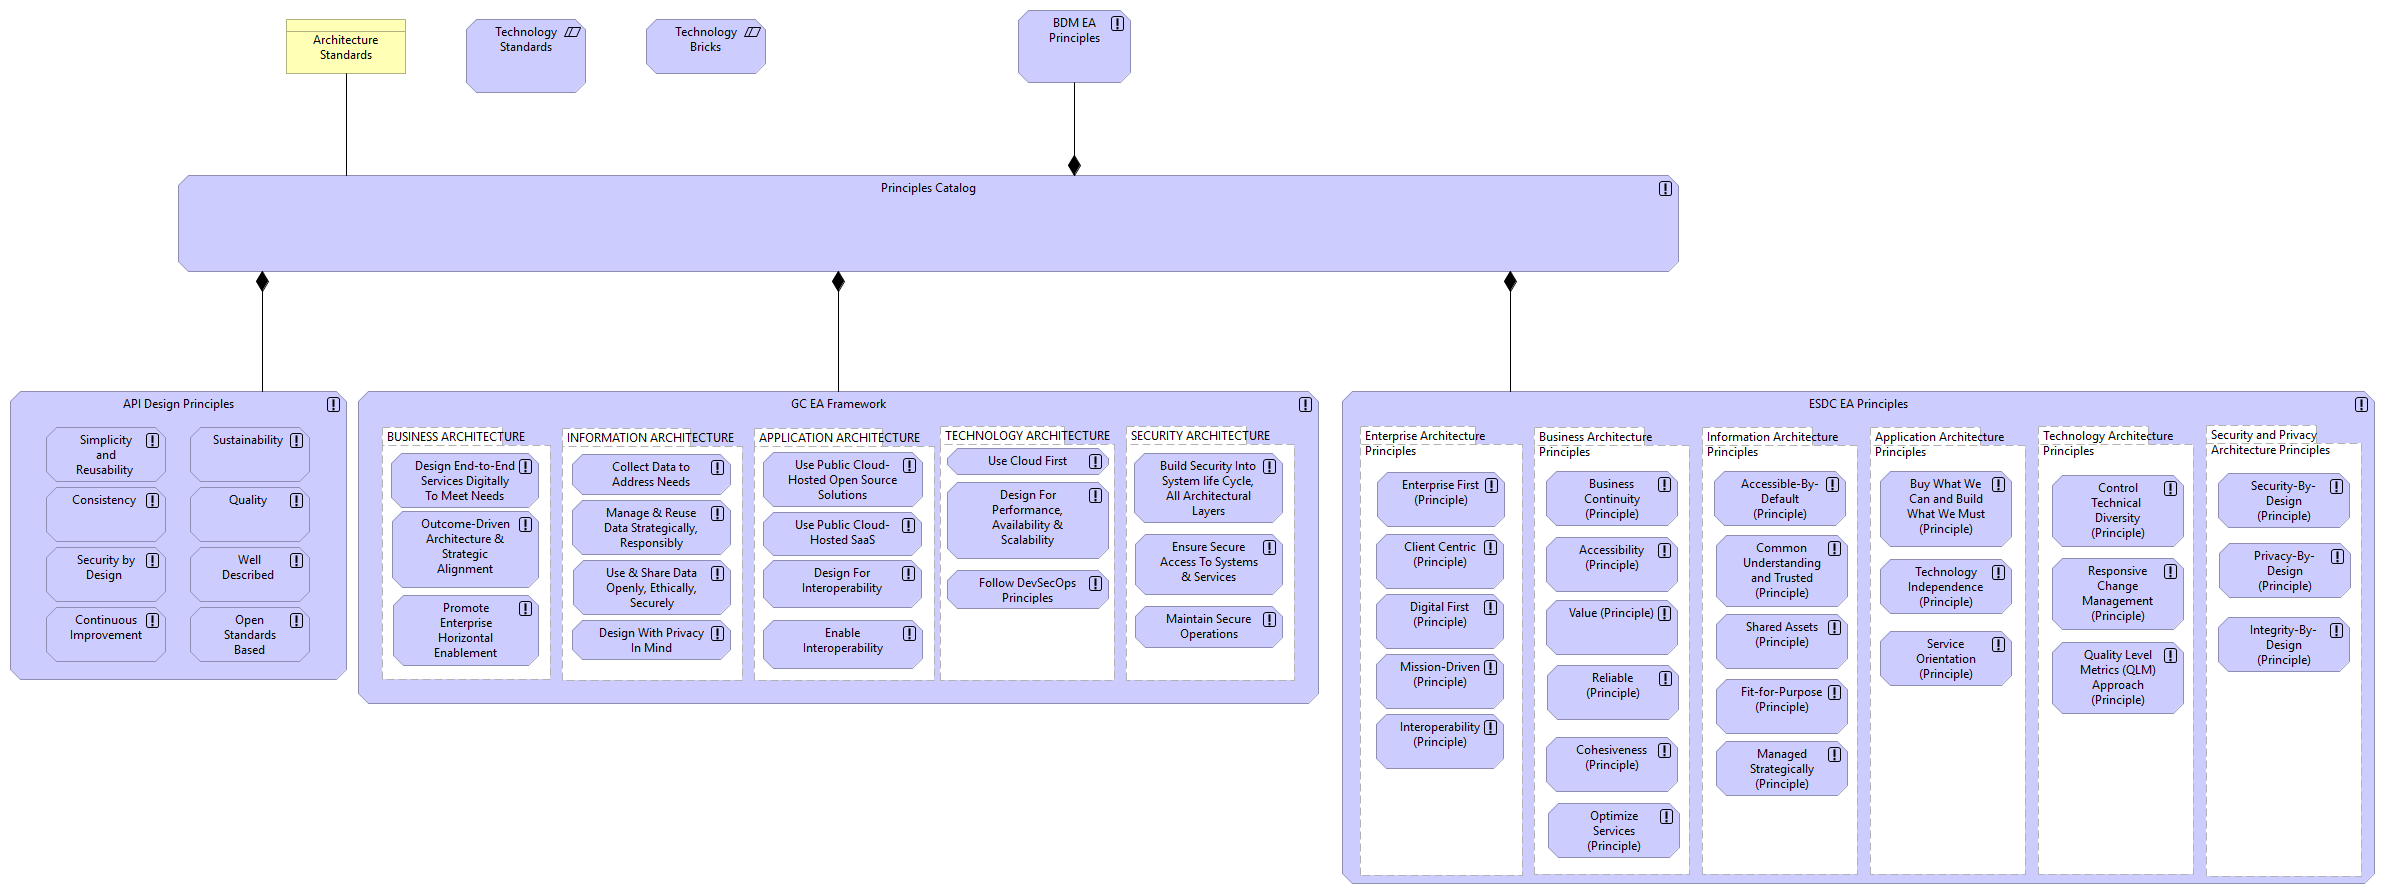 Architecture
Standards
Technology
Standards
Technology
Bricks
BDM EA
Principles
Principles Catalog
API Design Principles
Simplicity
and
Reusability
Sustainability
Consistency
Quality
Security by
Design
Well
Described
Continuous
Improvement
Open
Standards
Based
GC EA Framework
BUSINESS ARCHITECTURE
Design End-to-End
Services Digitally
To Meet Needs
Outcome-Driven
Architecture &
Strategic
Alignment
Promote
Enterprise
Horizontal
Enablement
INFORMATION ARCHITECTURE
Collect Data to
Address Needs
Manage & Reuse
Data Strategically,
Responsibly
Use & Share Data
Openly, Ethically,
Securely
Design With Privacy
In Mind
APPLICATION ARCHITECTURE
Use Public Cloud-
Hosted Open Source
Solutions
Use Public Cloud-
Hosted SaaS
Design For
Interoperability
Enable
Interoperability
TECHNOLOGY ARCHITECTURE
Use Cloud First
Design For
Performance,
Availability &
Scalability
Follow DevSecOps
Principles
SECURITY ARCHITECTURE
Build Security Into
System life Cycle,
All Architectural
Layers
Ensure Secure
Access To Systems
& Services
Maintain Secure
Operations
ESDC EA Principles
Enterprise Architecture
Principles
Enterprise First
(Principle)
Client Centric
(Principle)
Digital First
(Principle)
Mission-Driven
(Principle)
Interoperability
(Principle)
Business Architecture
Principles
Business
Continuity
(Principle)
Accessibility
(Principle)
Value (Principle)
Reliable
(Principle)
Cohesiveness
(Principle)
Optimize
Services
(Principle)
Information Architecture
Principles
Accessible-By-
Default
(Principle)
Common
Understanding
and Trusted
(Principle)
Shared Assets
(Principle)
Fit-for-Purpose
(Principle)
Managed
Strategically
(Principle)
Application Architecture
Principles
Buy What We
Can and Build
What We Must
(Principle)
Technology
Independence
(Principle)
Service
Orientation
(Principle)
Technology Architecture
Principles
Control
Technical
Diversity
(Principle)
Responsive
Change
Management
(Principle)
Quality Level
Metrics (QLM)
Approach
(Principle)
Security and Privacy
Architecture Principles
Security-By-
Design
(Principle)
Privacy-By-
Design
(Principle)
Integrity-By-
Design
(Principle)